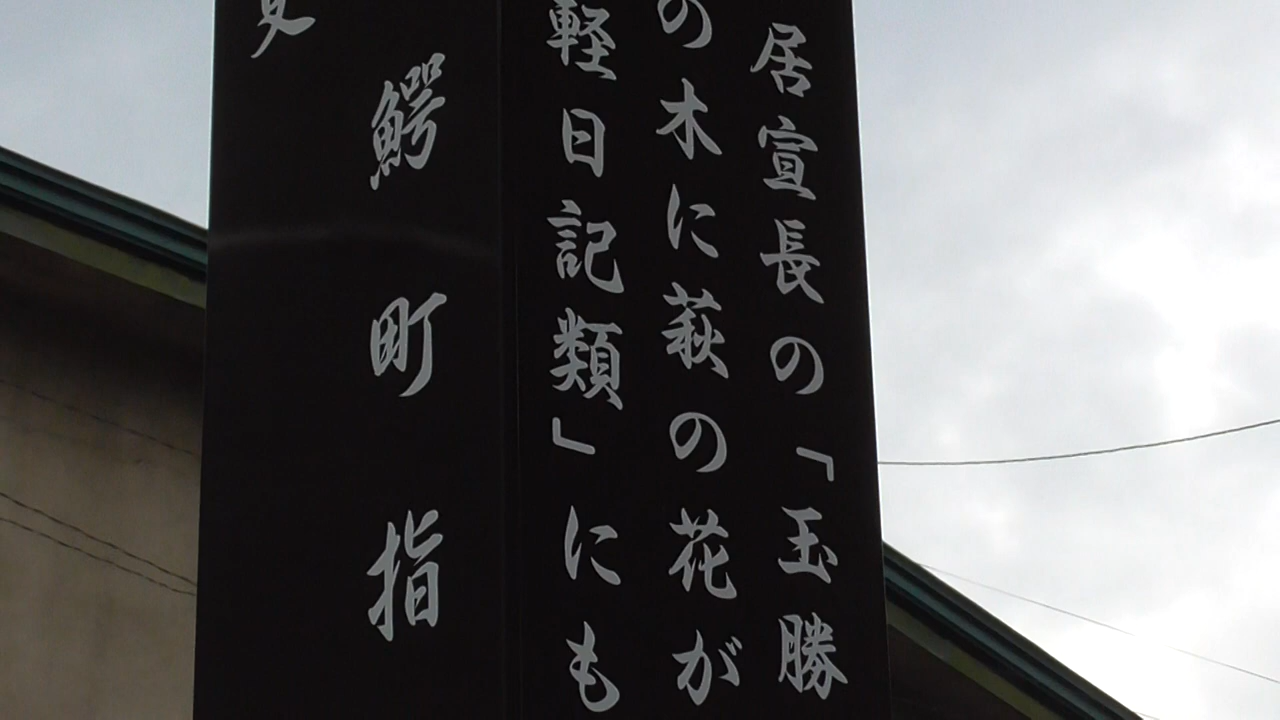 居宣長の「玉勝
の木に萩の花が
軽日記類」にも
鰐町指